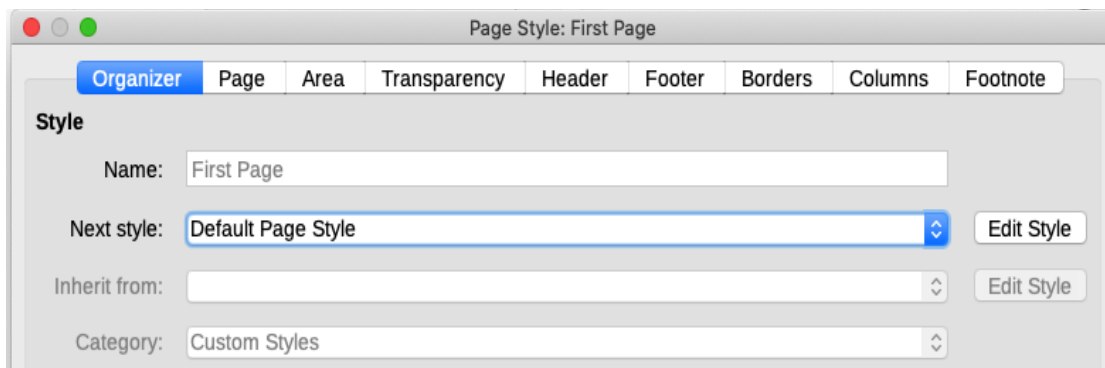 Page Style: First Page
Organizer Page Area Transparency Header Footer Borders Columns Footnote
Style
Name: First Page
Next style: Default Page Style Edit Style
Inherit from: Edit Style
Category: Custom Styles